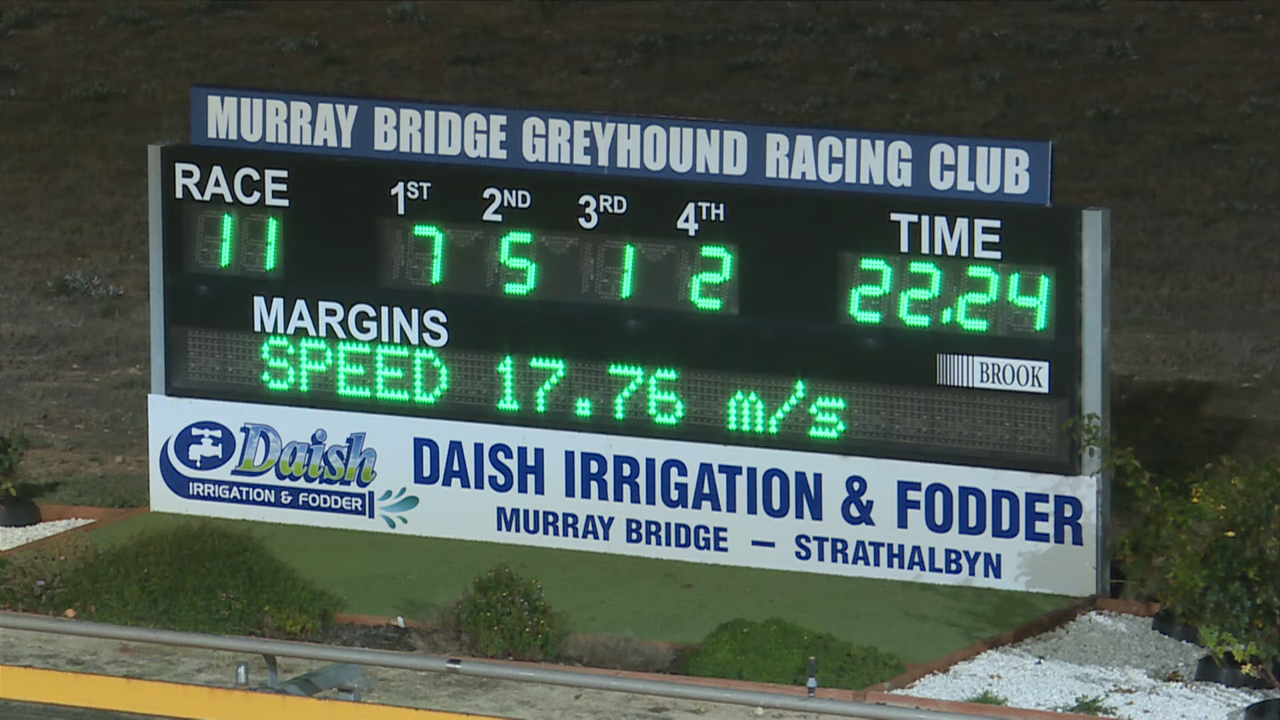 MURRAY BRIDGE GREYHOUND RACING CLUB
RACE 1ST 2ND 3RD 4TH TIME
11 7 5 1 2 22.24
MARGINS
BROOK
SPEED 17.76 m/s
Daish
IRRIGATION & FODDER
DAISH IRRIGATION & FODDER
MURRAY BRIDGE – STRATHALBYN